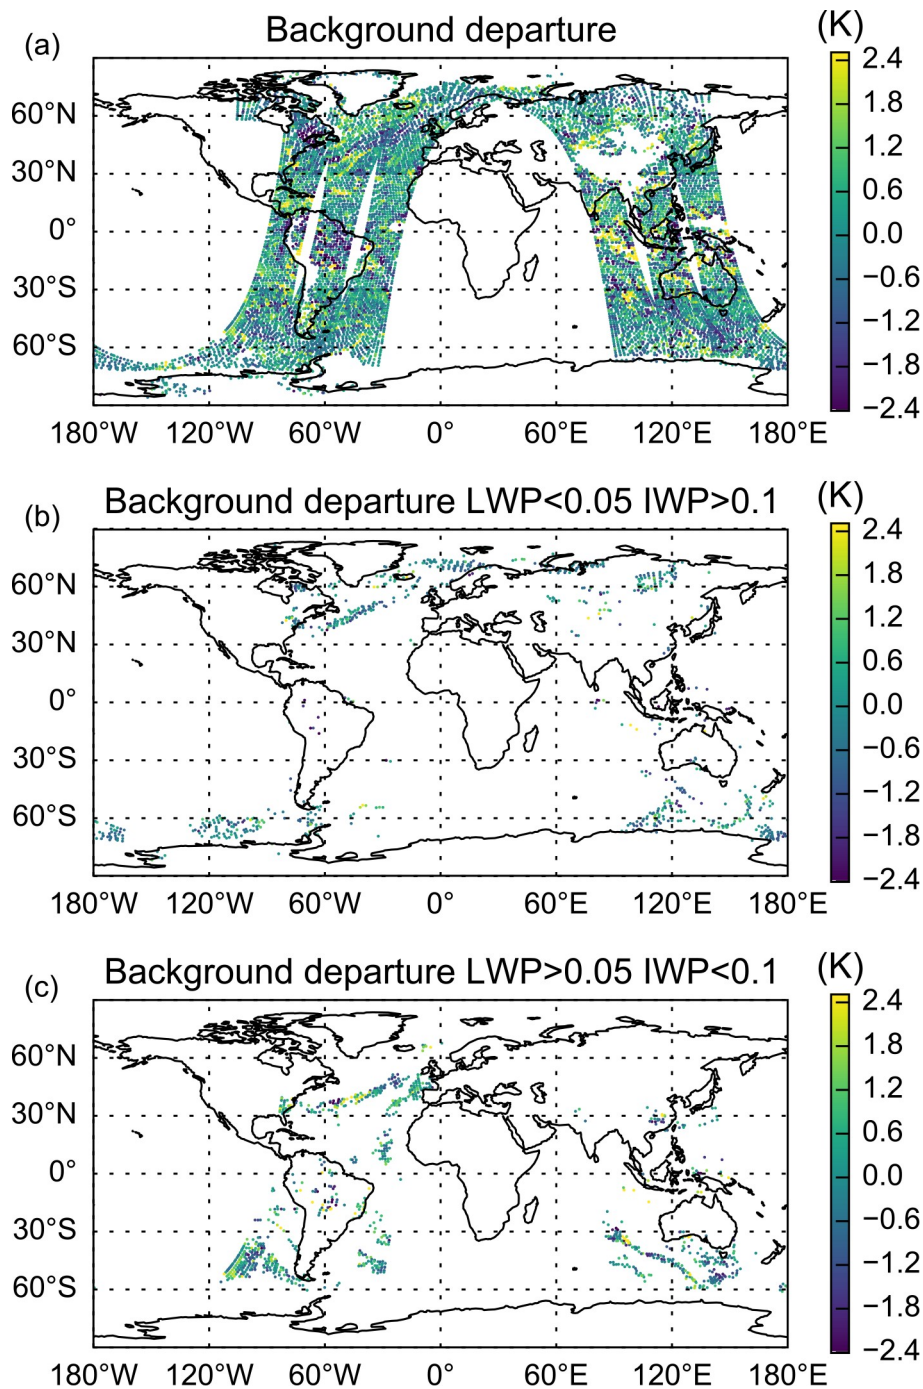 (a) Background departure (K)
60°N
30°N
0°
30°S
60°S
180°W 120°W 60°W 0° 60°E 120°E 180°E
2.4
1.8
1.2
0.6
0.0
−0.6
−1.2
−1.8
−2.4
(b) Background departure LWP<0.05 IWP>0.1 (K)
60°N
30°N
0°
30°S
60°S
180°W 120°W 60°W 0° 60°E 120°E 180°E
2.4
1.8
1.2
0.6
0.0
−0.6
−1.2
−1.8
−2.4
(c) Background departure LWP>0.05 IWP<0.1 (K)
60°N
30°N
0°
30°S
60°S
180°W 120°W 60°W 0° 60°E 120°E 180°E
2.4
1.8
1.2
0.6
0.0
−0.6
−1.2
−1.8
−2.4